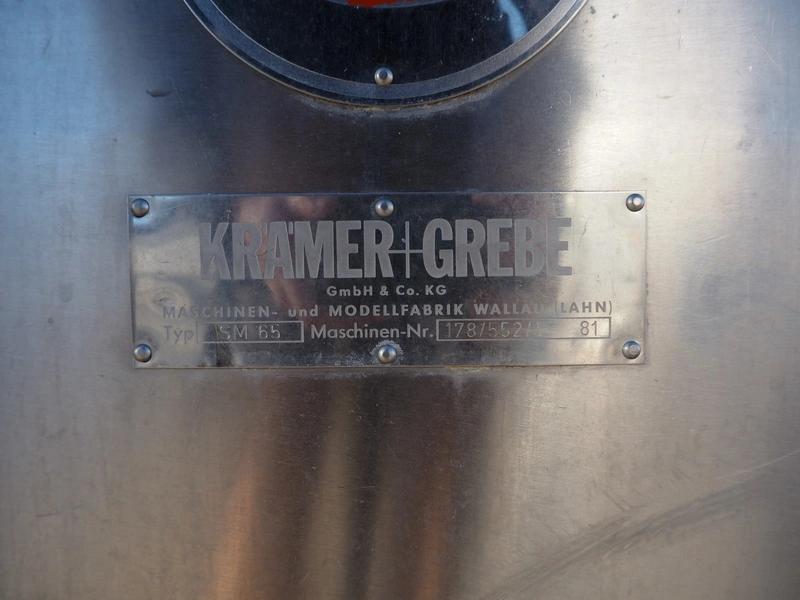 KRÄMER+GREBE
GmbH & Co. KG
MASCHINEN- und MODELLFABRIK WALLAU (LAHN)
Typ SM 65 Maschinen-Nr. 178/552/ 81